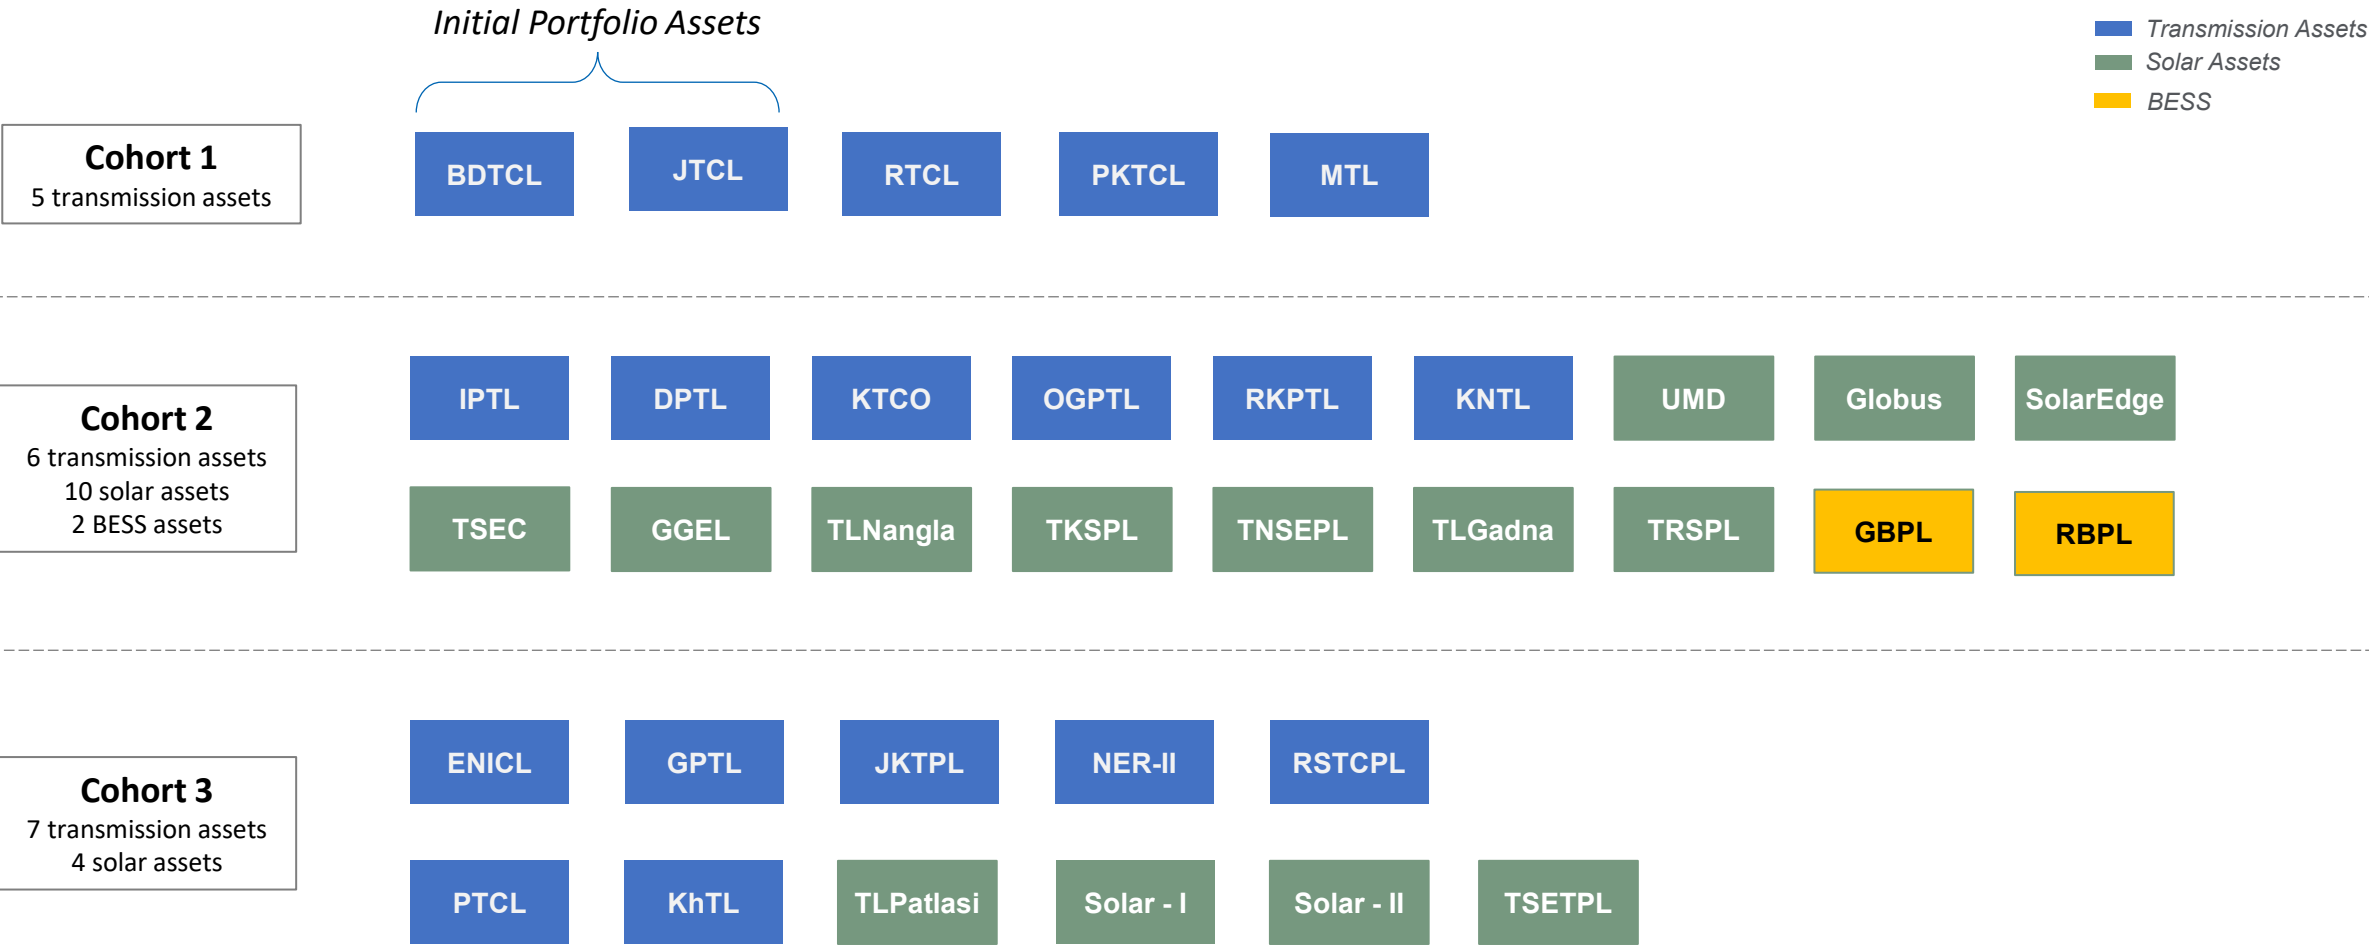 Initial Portfolio Assets
Transmission Assets
Solar Assets
BESS
Cohort 1
5 transmission assets
BDTCL
JTCL
RTCL
PKTCL
MTL
Cohort 2
6 transmission assets
10 solar assets
2 BESS assets
IPTL
DPTL
KTCO
OGPTL
RKPTL
KNTL
UMD
Globus
SolarEdge
TSEC
GGEL
TLNangla
TKSPL
TNSEPL
TLGadna
TRSPL
GBPL
RBPL
Cohort 3
7 transmission assets
4 solar assets
ENICL
GPTL
JKTPL
NER-II
RSTCPL
PTCL
KhTL
TLPatlasi
Solar - I
Solar - II
TSETPL